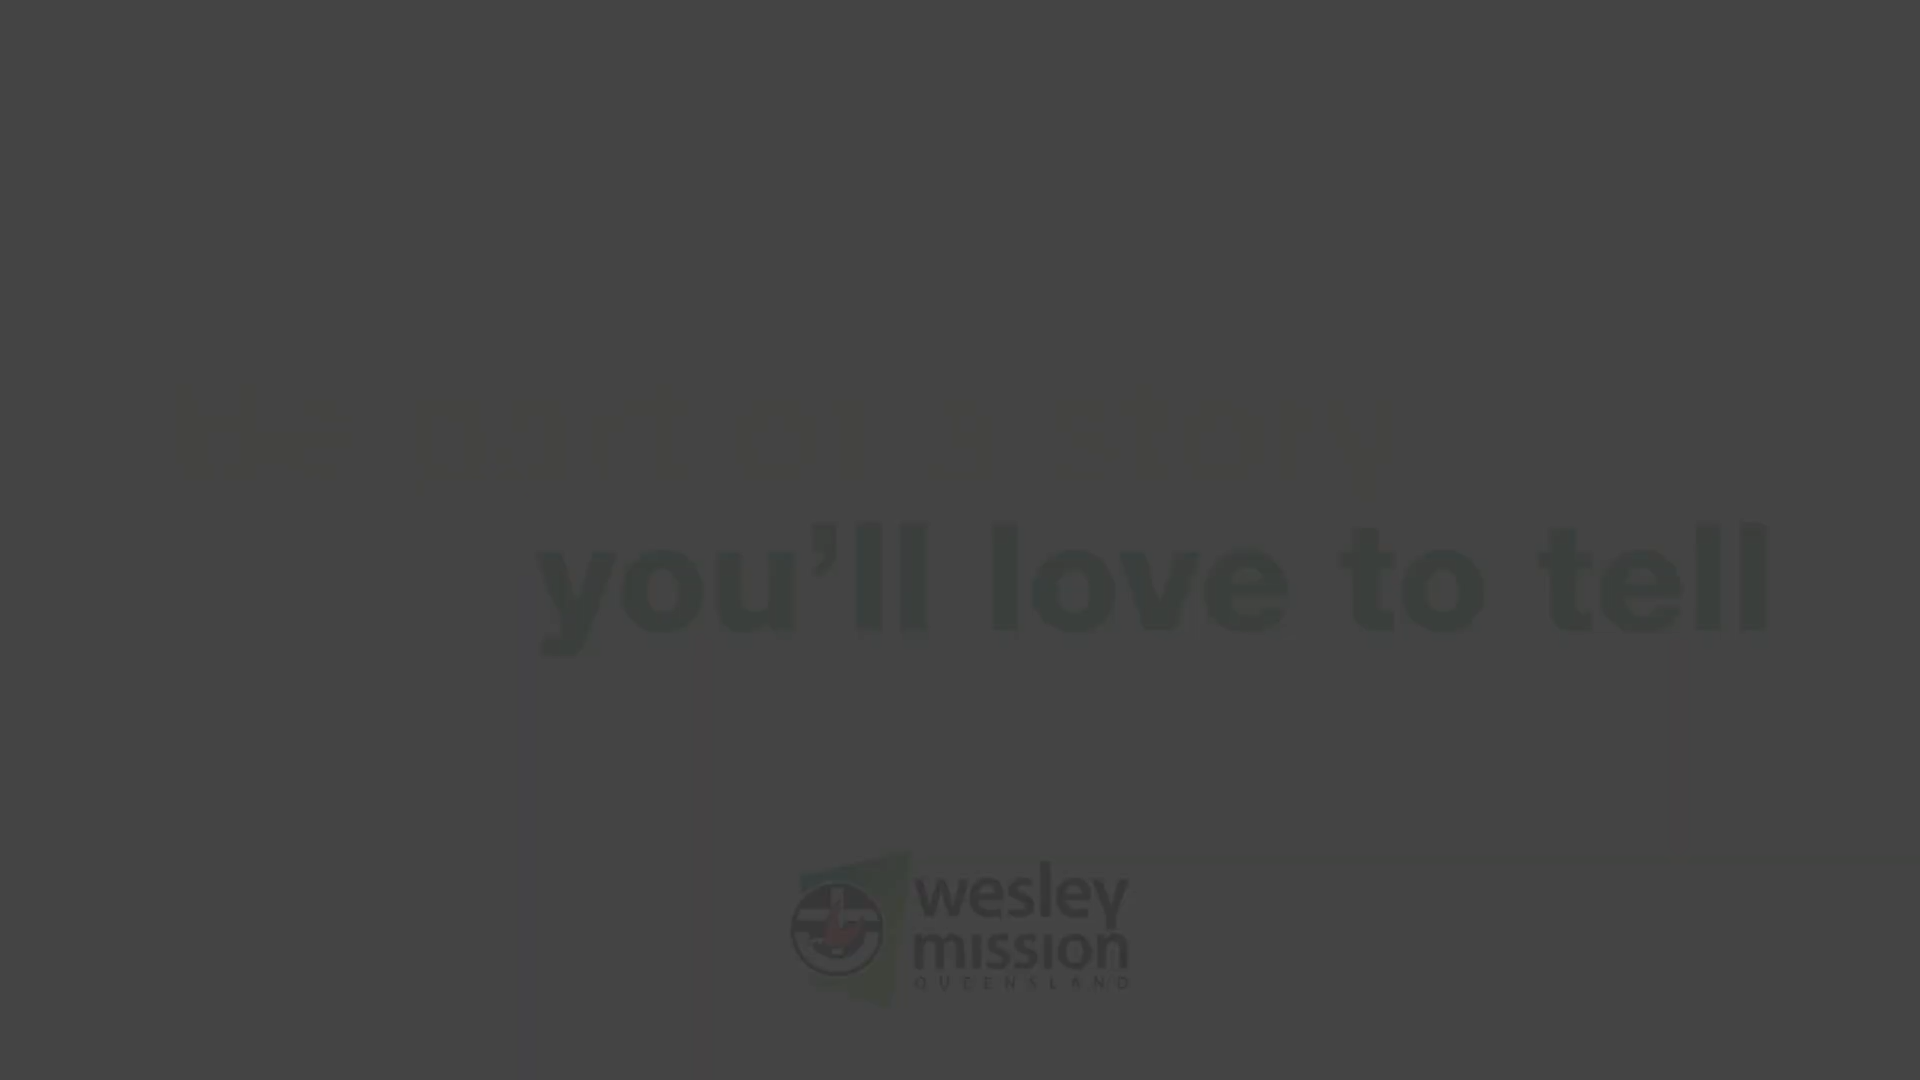 Be part of a story
you’ll love to tell
wesley
mission
QUEENSLAND